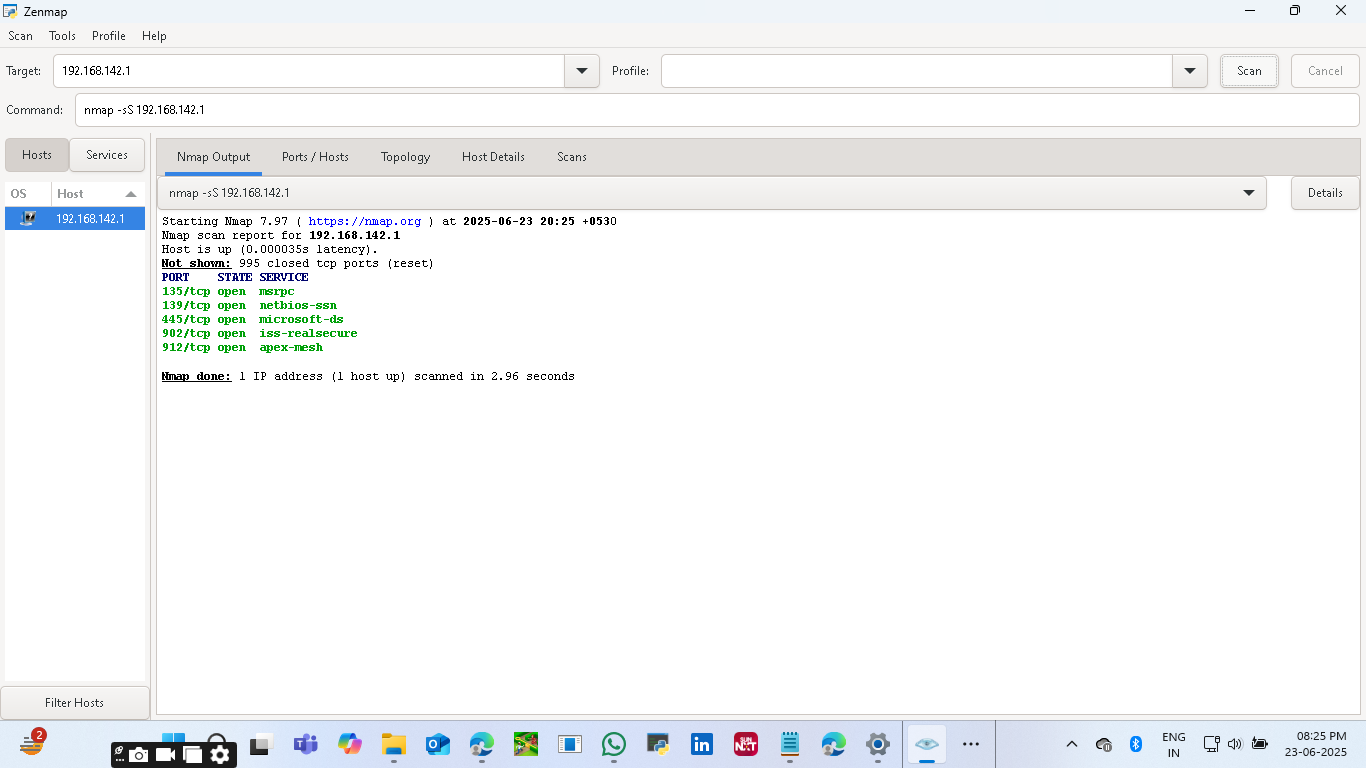 Zenmap
Scan Tools Profile Help
Target: 192.168.142.1 Profile: Scan Cancel
Command: nmap -sS 192.168.142.1
Hosts Services Nmap Output Ports / Hosts Topology Host Details Scans
OS Host nmap -sS 192.168.142.1 Details
192.168.142.1
Starting Nmap 7.97 ( https://nmap.org ) at 2025-06-23 20:25 +0530
Nmap scan report for 192.168.142.1
Host is up (0.000035s latency).
Not shown: 995 closed tcp ports (reset)
PORT STATE SERVICE
135/tcp open msrpc
139/tcp open netbios-ssn
445/tcp open microsoft-ds
902/tcp open iss-realsecure
912/tcp open apex-mesh
Nmap done: 1 IP address (1 host up) scanned in 2.96 seconds
Filter Hosts
2
in
SUN
NXT
ENG
IN
08:25 PM
23-06-2025